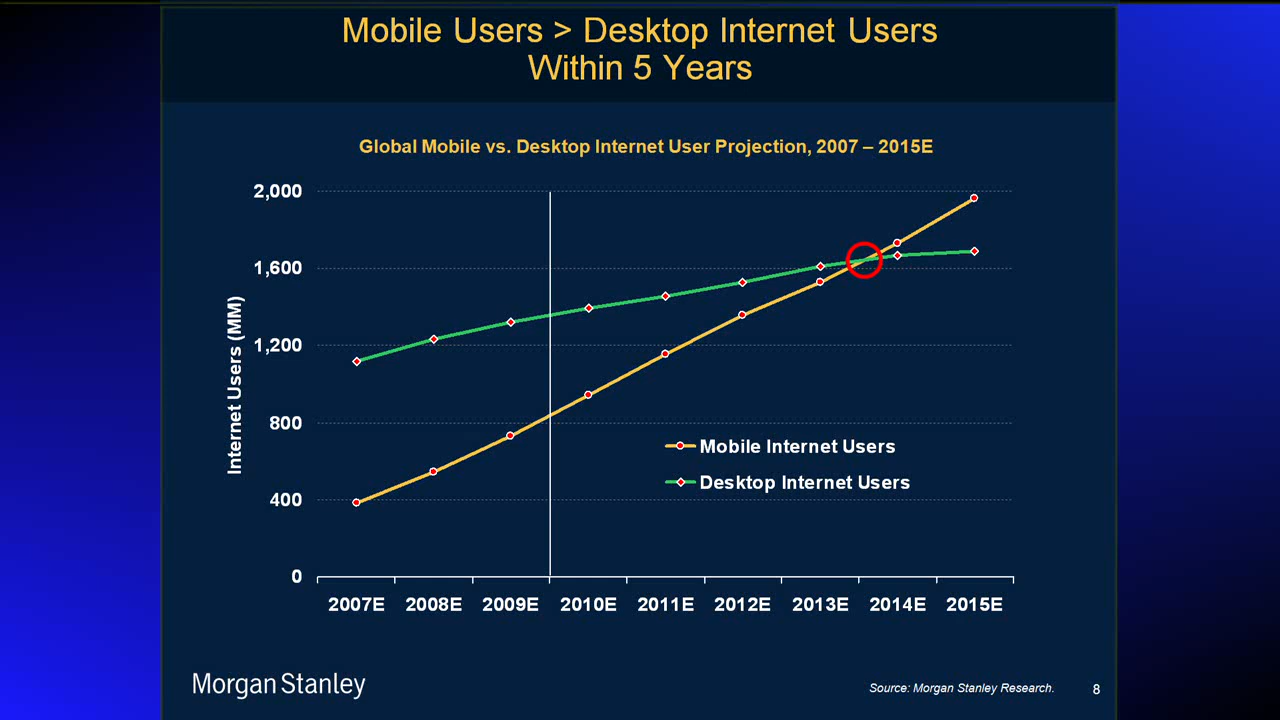 Mobile Users > Desktop Internet Users
Within 5 Years
Global Mobile vs. Desktop Internet User Projection, 2007 – 2015E
Internet Users (MM)
2,000
1,600
1,200
800
400
0
Mobile Internet Users
Desktop Internet Users
2007E 2008E 2009E 2010E 2011E 2012E 2013E 2014E 2015E
Morgan Stanley
Source: Morgan Stanley Research.
8